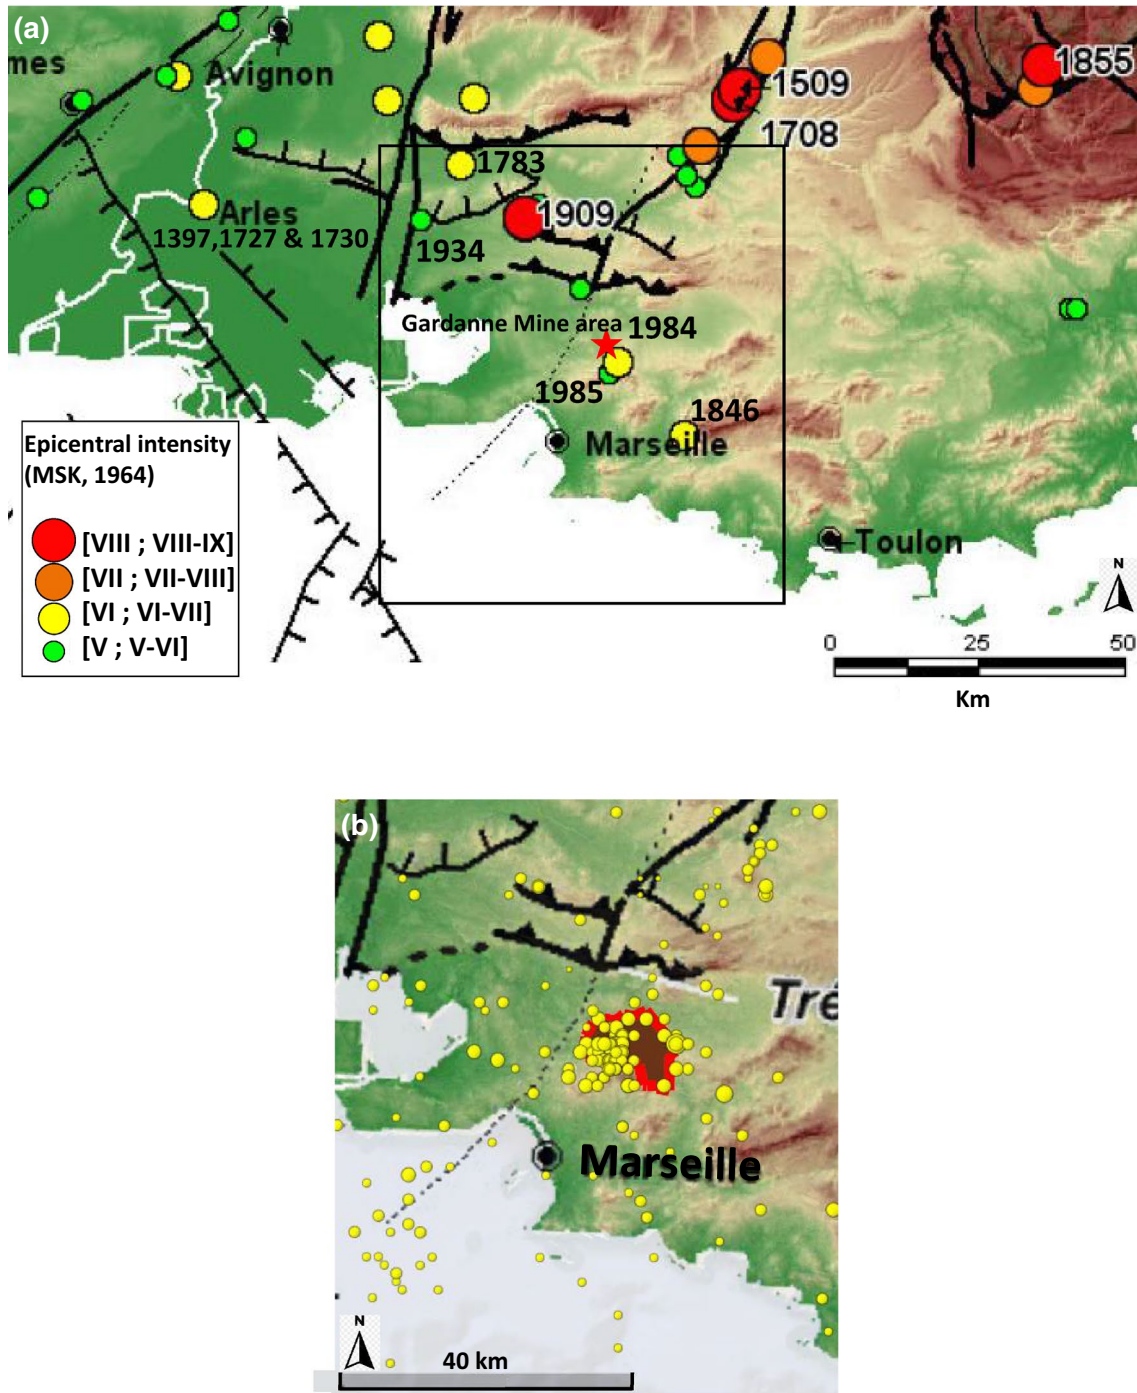 (a)
mes
Avignon
1855
1509
1708
1783
Arles
1909
1397,1727 & 1730
1934
Gardanne Mine area
1984
1985
1846
Marseille
Toulon
Epicentral intensity
(MSK, 1964)
[VIII ; VIII-IX]
[VII ; VII-VIII]
[VI ; VI-VII]
[V ; V-VI]
N
0 25 50
Km
(b)
Tré
Marseille
N
40 km